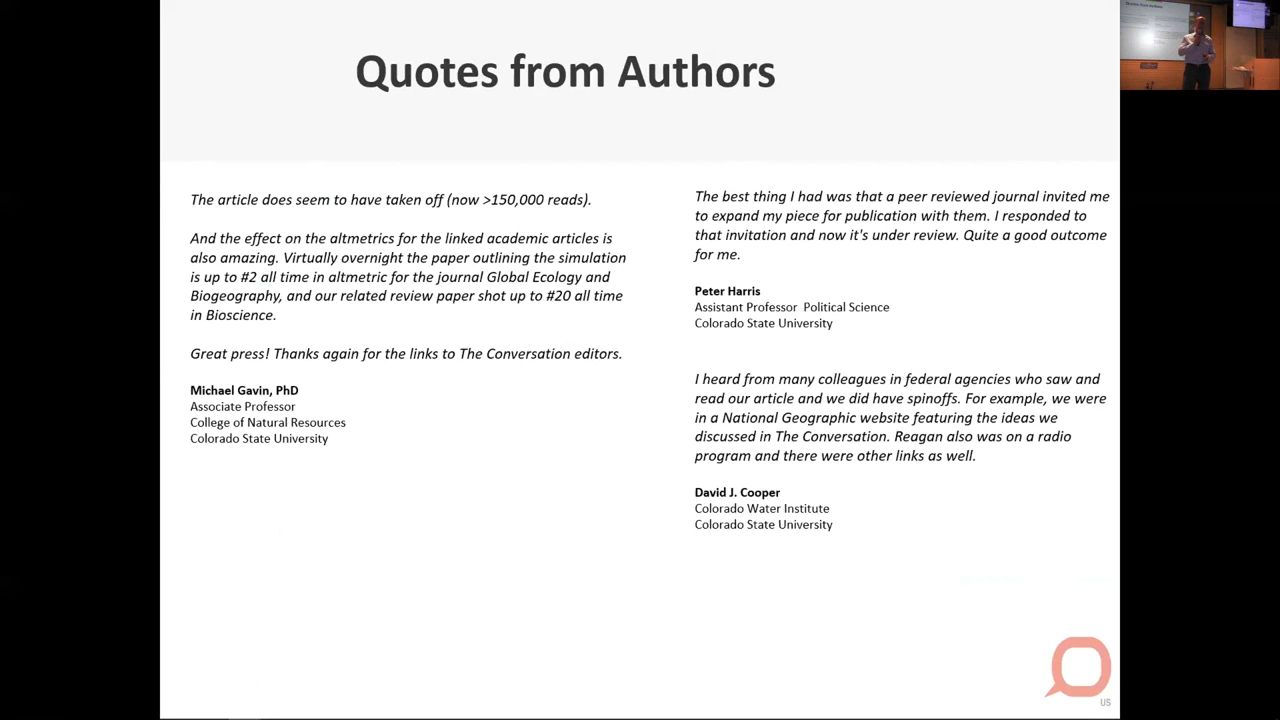 Quotes from Authors
The article does seem to have taken off (now >150,000 reads).
And the effect on the altmetrics for the linked academic articles is
also amazing. Virtually overnight the paper outlining the simulation
is up to #2 all time in altmetric for the journal Global Ecology and
Biogeography, and our related review paper shot up to #20 all time
in Bioscience.
Great press! Thanks again for the links to The Conversation editors.
Michael Gavin, PhD
Associate Professor
College of Natural Resources
Colorado State University
The best thing I had was that a peer reviewed journal invited me
to expand my piece for publication with them. I responded to
that invitation and now it's under review. Quite a good outcome
for me.
Peter Harris
Assistant Professor Political Science
Colorado State University
I heard from many colleagues in federal agencies who saw and
read our article and we did have spinoffs. For example, we were
in a National Geographic website featuring the ideas we
discussed in The Conversation. Reagan also was on a radio
program and there were other links as well.
David J. Cooper
Colorado Water Institute
Colorado State University
US